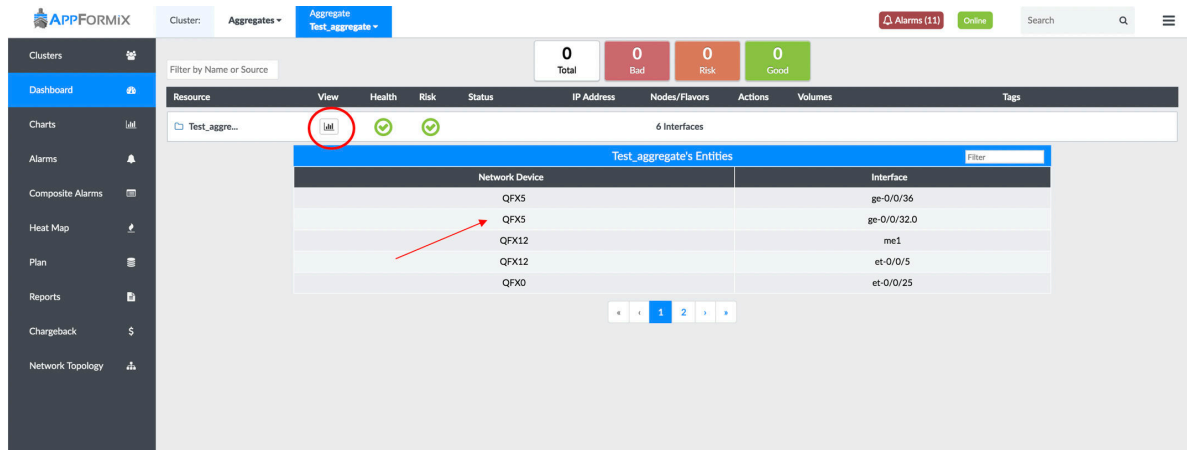 APPFORMIX
Cluster: Aggregates
Aggregate
Test_aggregate
Alarms (11) Online Search
Clusters
Dashboard
Charts
Alarms
Composite Alarms
Heat Map
Plan
Reports
Chargeback
Network Topology
Filter by Name or Source
0 0 0 0
Total Bad Risk Good
Resource View Health Risk Status IP Address Nodes/Flavors Actions Volumes Tags
Test_aggre... 6 Interfaces
Test_aggregate's Entities Filter
Network Device Interface
QFX5 ge-0/0/36
QFX5 ge-0/0/32.0
QFX12 me1
QFX12 et-0/0/5
QFX0 et-0/0/25
« ‹ 1 2 › »